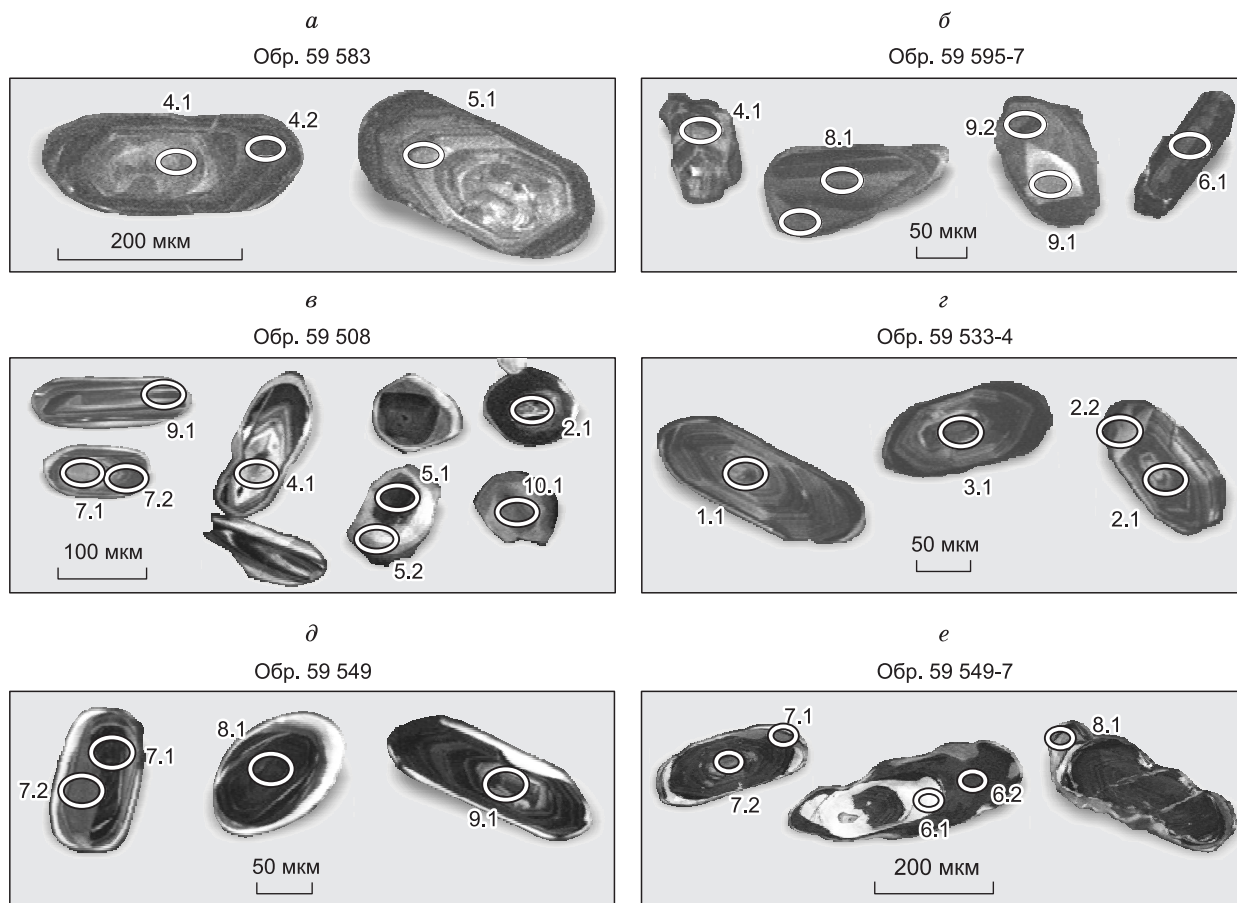 а
Обр. 59 583
4.1
4.2
5.1
200 мкм
б
Обр. 59 595-7
4.1
8.1
9.2
9.1
6.1
50 мкм
в
Обр. 59 508
9.1
7.1
7.2
4.1
5.1
5.2
2.1
10.1
100 мкм
г
Обр. 59 533-4
1.1
3.1
2.2
2.1
50 мкм
д
Обр. 59 549
7.1
7.2
8.1
9.1
50 мкм
е
Обр. 59 549-7
7.1
7.2
6.1
6.2
8.1
200 мкм